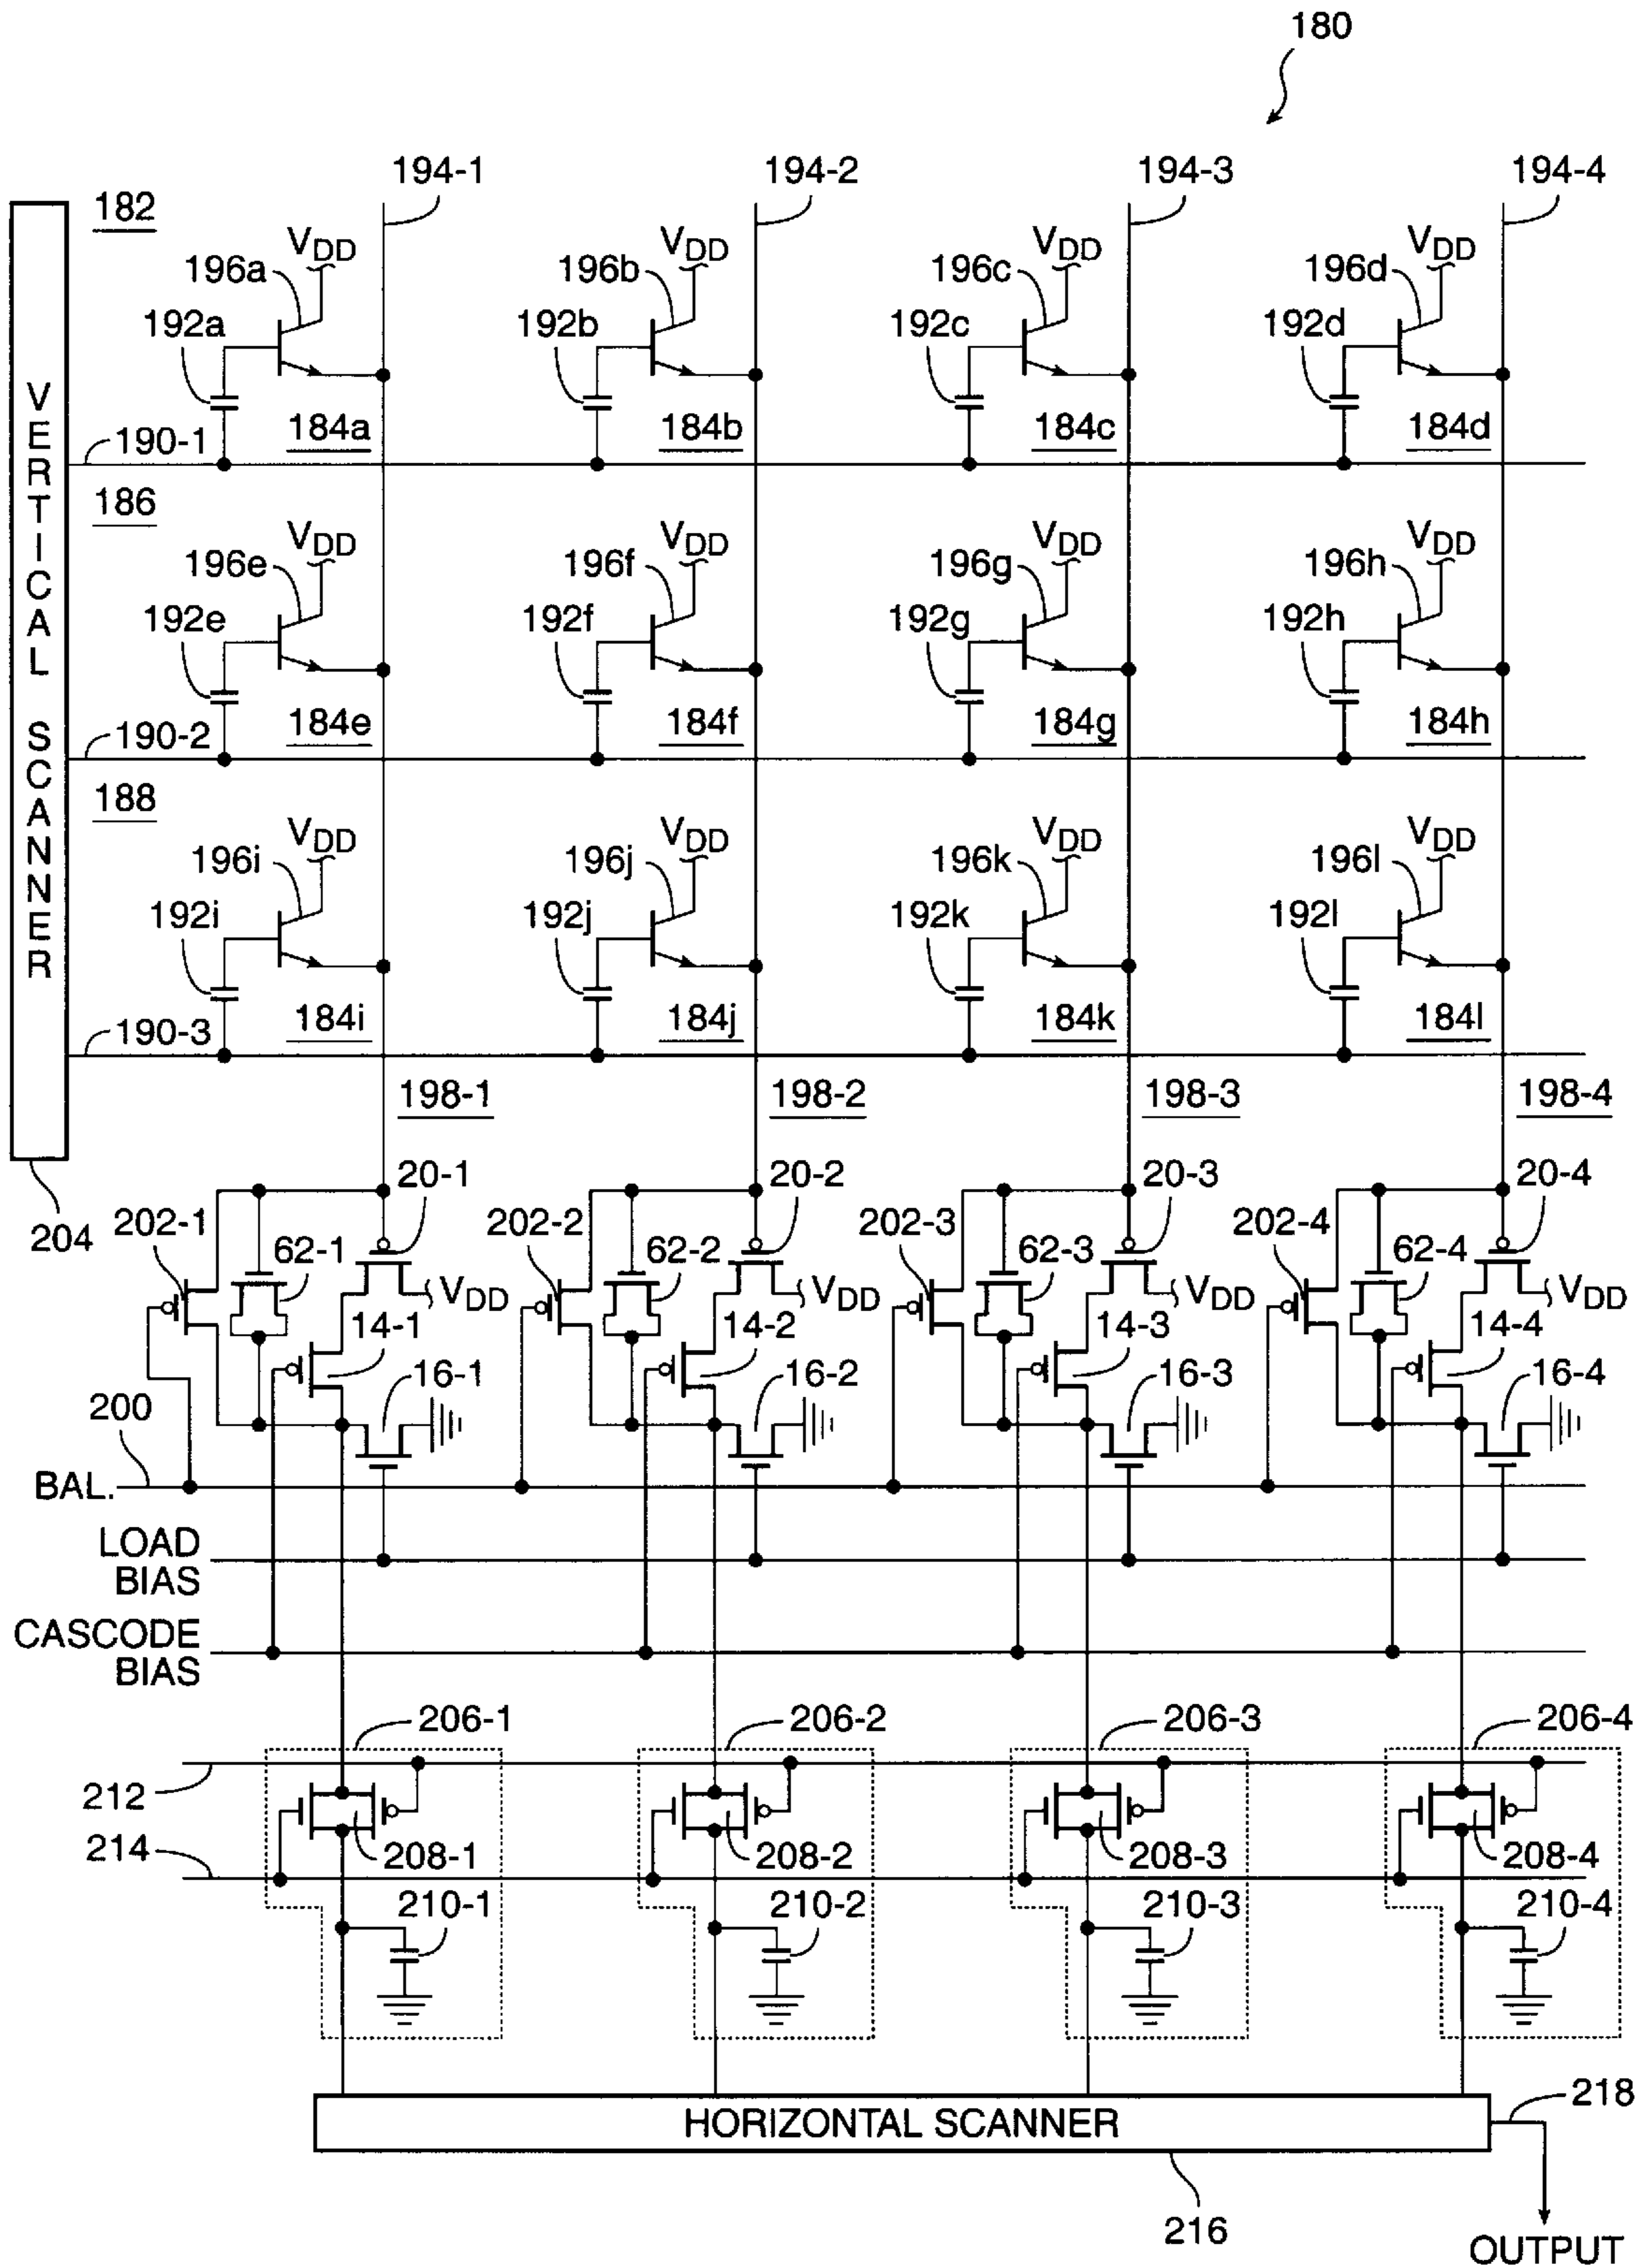 180
194-1 194-2 194-3 194-4
182
VDD VDD VDD VDD
196a 196b 196c 196d
192a 192b 192c 192d
184a 184b 184c 184d
190-1
186
VDD VDD VDD VDD
196e 196f 196g 196h
192e 192f 192g 192h
184e 184f 184g 184h
190-2
188
VDD VDD VDD VDD
196i 196j 196k 196l
192i 192j 192k 192l
184i 184j 184k 184l
190-3
VERTICAL SCANNER
198-1 198-2 198-3 198-4
20-1 20-2 20-3 20-4
204
202-1 202-2 202-3 202-4
62-1 62-2 62-3 62-4
VDD VDD VDD VDD
14-1 14-2 14-3 14-4
16-1 16-2 16-3 16-4
200
BAL.
LOAD
BIAS
CASCODE
BIAS
206-1 206-2 206-3 206-4
212
208-1 208-2 208-3 208-4
214
210-1 210-2 210-3 210-4
HORIZONTAL SCANNER
218
216
OUTPUT